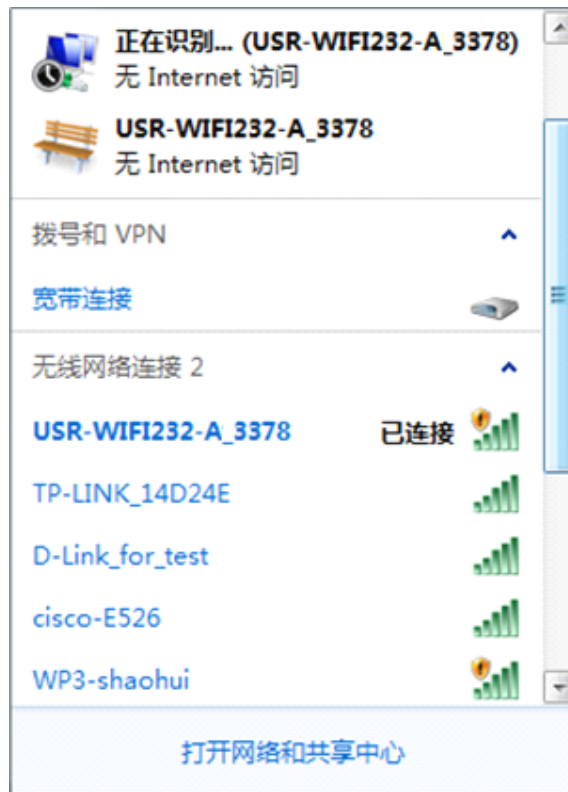 正在识别... (USR-WIFI232-A_3378)
无 Internet 访问
USR-WIFI232-A_3378
无 Internet 访问
拨号和 VPN
宽带连接
无线网络连接 2
USR-WIFI232-A_3378 已连接
TP-LINK_14D24E
D-Link_for_test
cisco-E526
WP3-shaohui
打开网络和共享中心